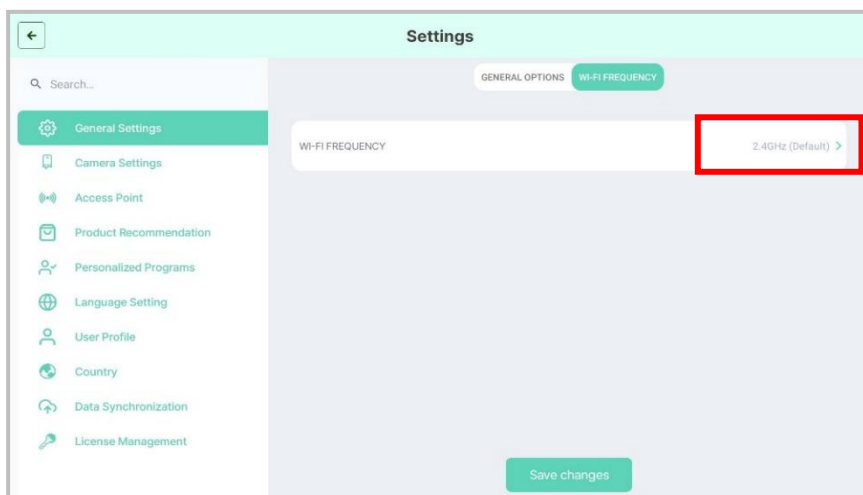 Settings
Search...
General Settings
Camera Settings
Access Point
Product Recommendation
Personalized Programs
Language Setting
User Profile
Country
Data Synchronization
License Management
GENERAL OPTIONS WI-FI FREQUENCY
WI-FI FREQUENCY 2.4GHz (Default)
Save changes